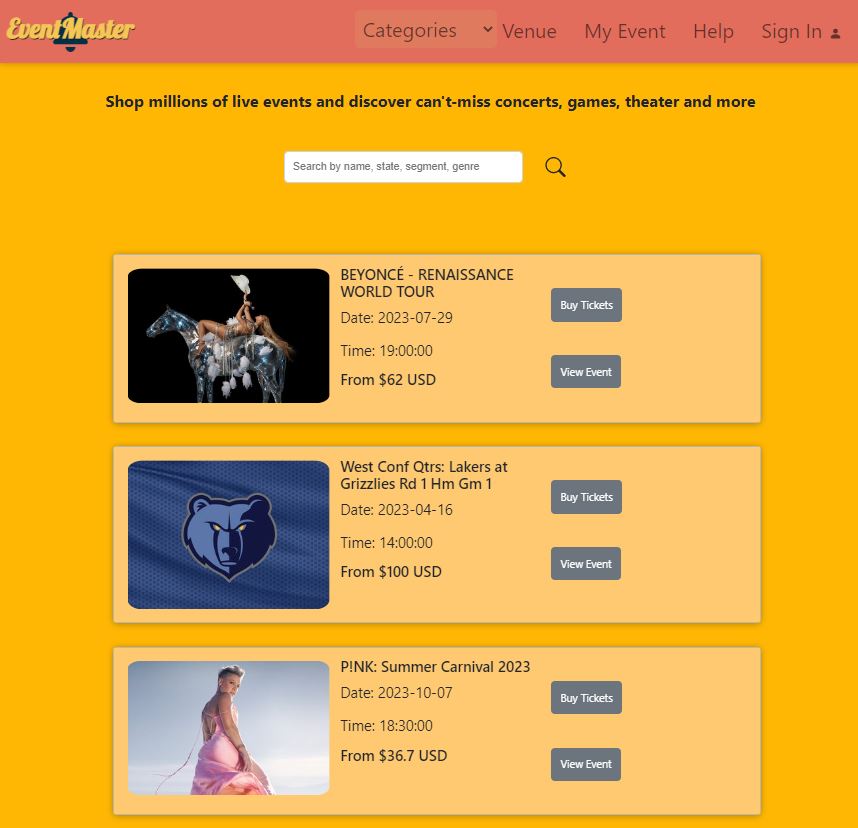 EventMaster
Categories
Venue
My Event
Help
Sign In
Shop millions of live events and discover can't-miss concerts, games, theater and more
Search by name, state, segment, genre
BEYONCÉ - RENAISSANCE
WORLD TOUR
Date: 2023-07-29
Time: 19:00:00
From $62 USD
Buy Tickets
View Event
West Conf Qtrs: Lakers at
Grizzlies Rd 1 Hm Gm 1
Date: 2023-04-16
Time: 14:00:00
From $100 USD
Buy Tickets
View Event
P!NK: Summer Carnival 2023
Date: 2023-10-07
Time: 18:30:00
From $36.7 USD
Buy Tickets
View Event